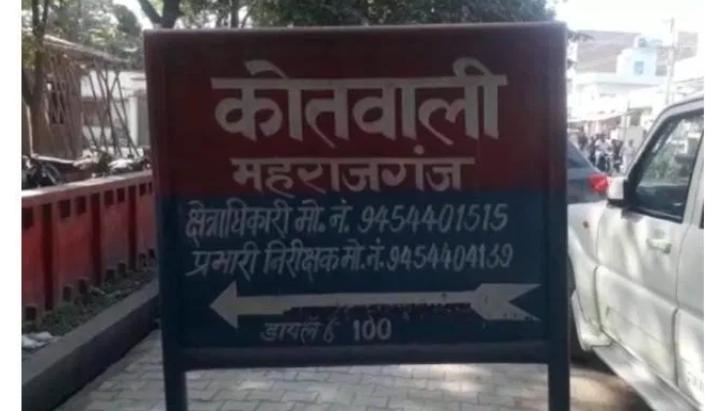 कोतवाली
महराजगंज
क्षेत्राधिकारी मो. नं. 9454401515
प्रभारी निरीक्षक मो. नं. 9454404139
डायल 100